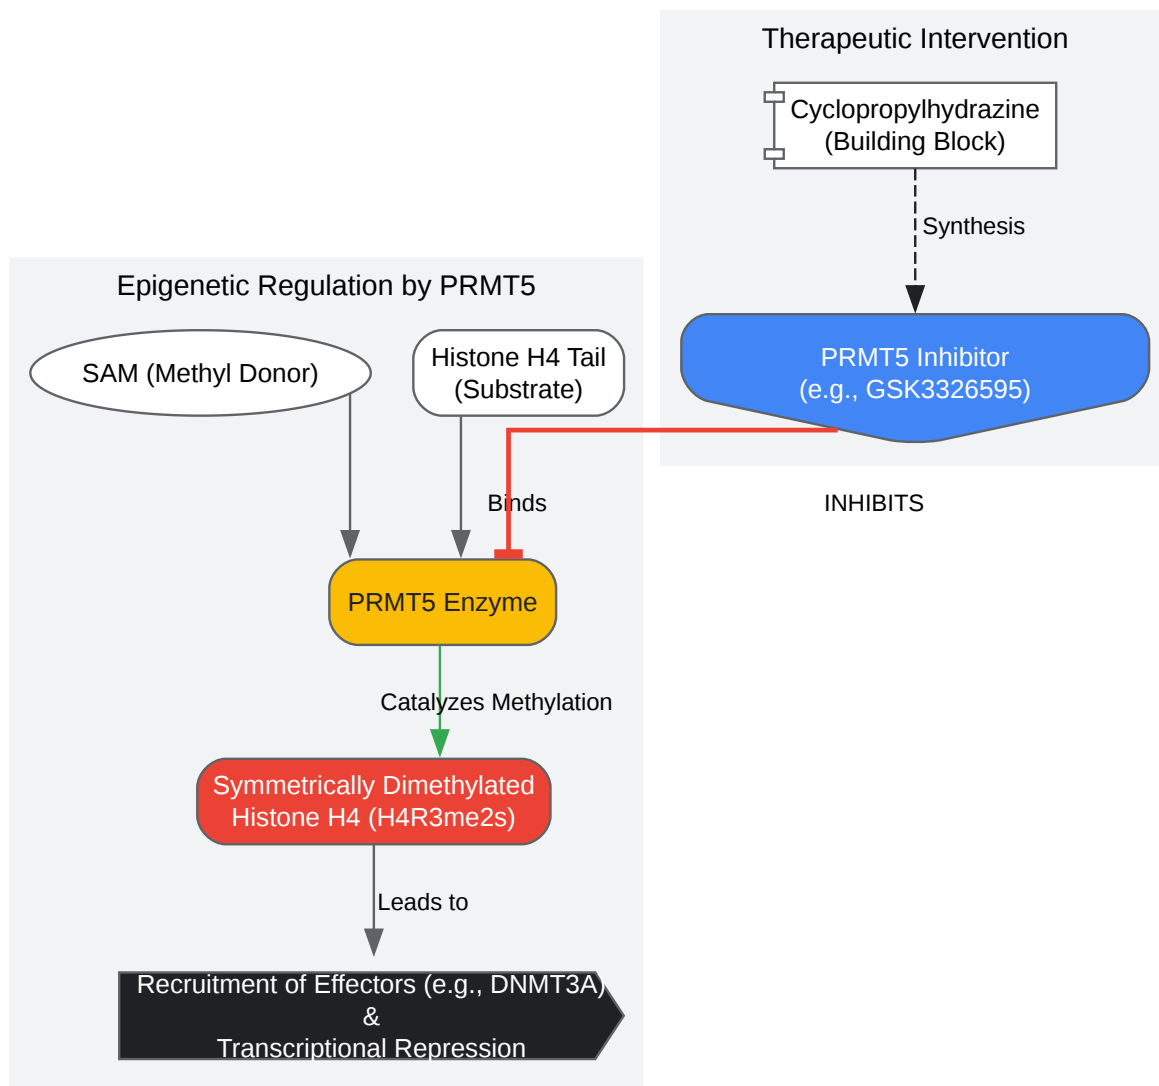 Therapeutic Intervention
Cyclopropylhydrazine
(Building Block)
Synthesis
PRMT5 Inhibitor
(e.g., GSK3326595)
INHIBITS
Epigenetic Regulation by PRMT5
SAM (Methyl Donor)
Histone H4 Tail
(Substrate)
Binds
PRMT5 Enzyme
Catalyzes Methylation
Symmetrically Dimethylated
Histone H4 (H4R3me2s)
Leads to
Recruitment of Effectors (e.g., DNMT3A)
&
Transcriptional Repression